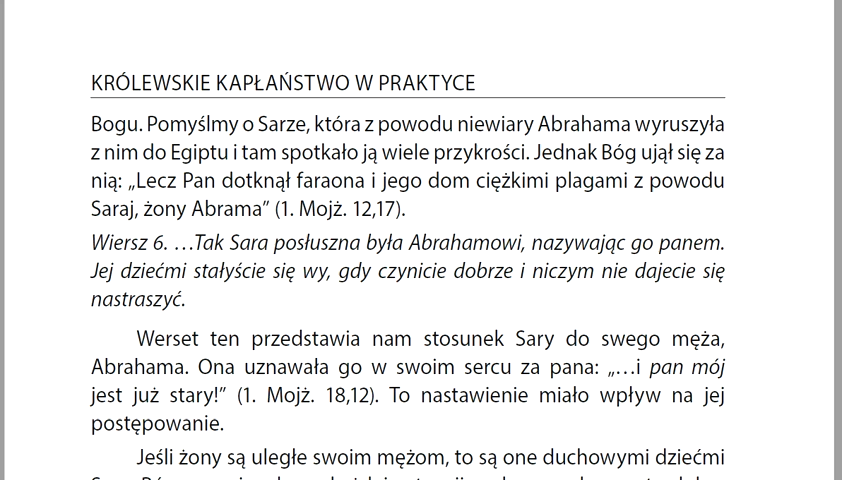 KRÓLEWSKIE KAPŁAŃSTWO W PRAKTYCE
Bogu. Pomyślmy o Sarze, która z powodu niewiary Abrahama wyruszyła
z nim do Egiptu i tam spotkało ją wiele przykrości. Jednak Bóg ujął się za
nią: „Lecz Pan dotknął faraona i jego dom ciężkimi plagami z powodu
Saraj, żony Abrama” (1. Mojż. 12,17).
Wiersz 6. …Tak Sara posłuszna była Abrahamowi, nazywając go panem.
Jej dziećmi stałyście się wy, gdy czynicie dobrze i niczym nie dajecie się
nastraszyć.
Werset ten przedstawia nam stosunek Sary do swego męża,
Abrahama. Ona uznawała go w swoim sercu za pana: „…i pan mój
jest już stary!” (1. Mojż. 18,12). To nastawienie miało wpływ na jej
postępowanie.
Jeśli żony są uległe swoim mężom, to są one duchowymi dziećmi